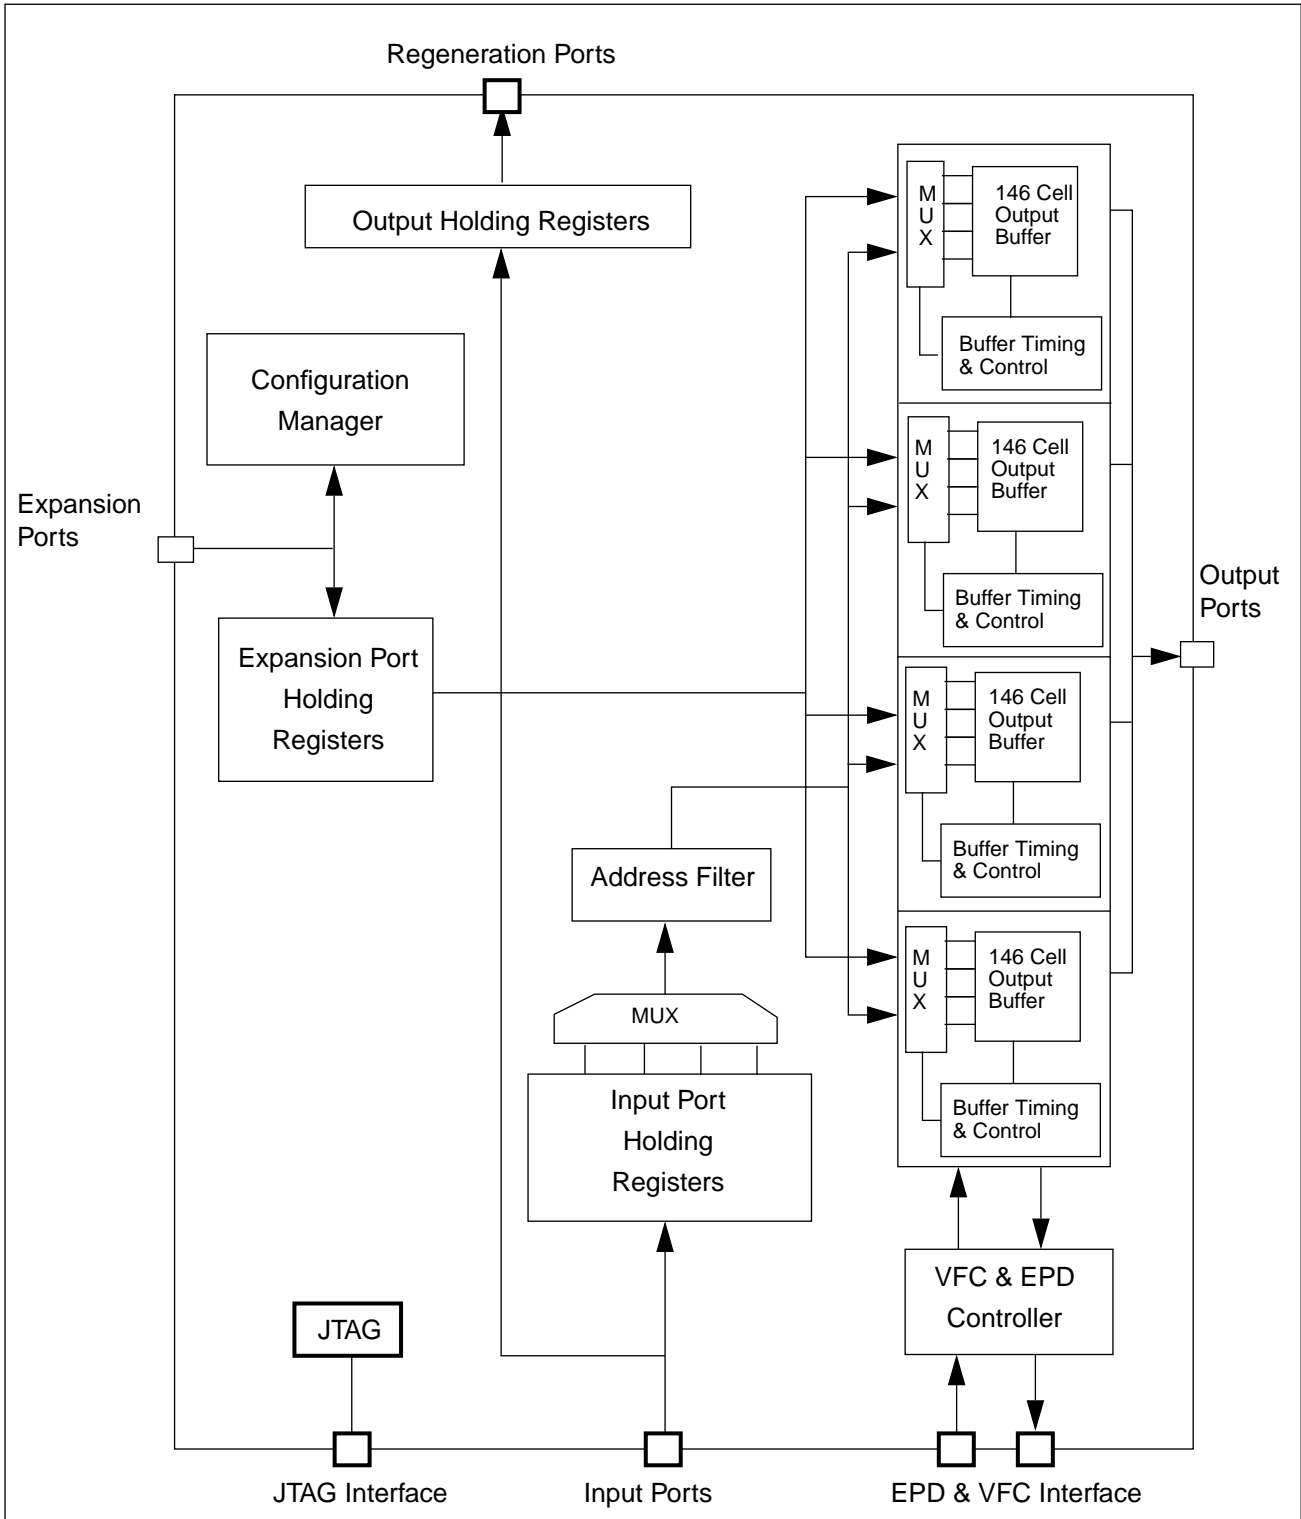 Regeneration Ports
Output Holding Registers
Configuration
Manager
Expansion
Ports
Expansion Port
Holding
Registers
M
U
X
146 Cell
Output
Buffer
Buffer Timing
& Control
M
U
X
146 Cell
Output
Buffer
Buffer Timing
& Control
M
U
X
146 Cell
Output
Buffer
Buffer Timing
& Control
M
U
X
146 Cell
Output
Buffer
Buffer Timing
& Control
Output
Ports
Address Filter
MUX
Input Port
Holding
Registers
VFC & EPD
Controller
JTAG
JTAG Interface
Input Ports
EPD & VFC Interface